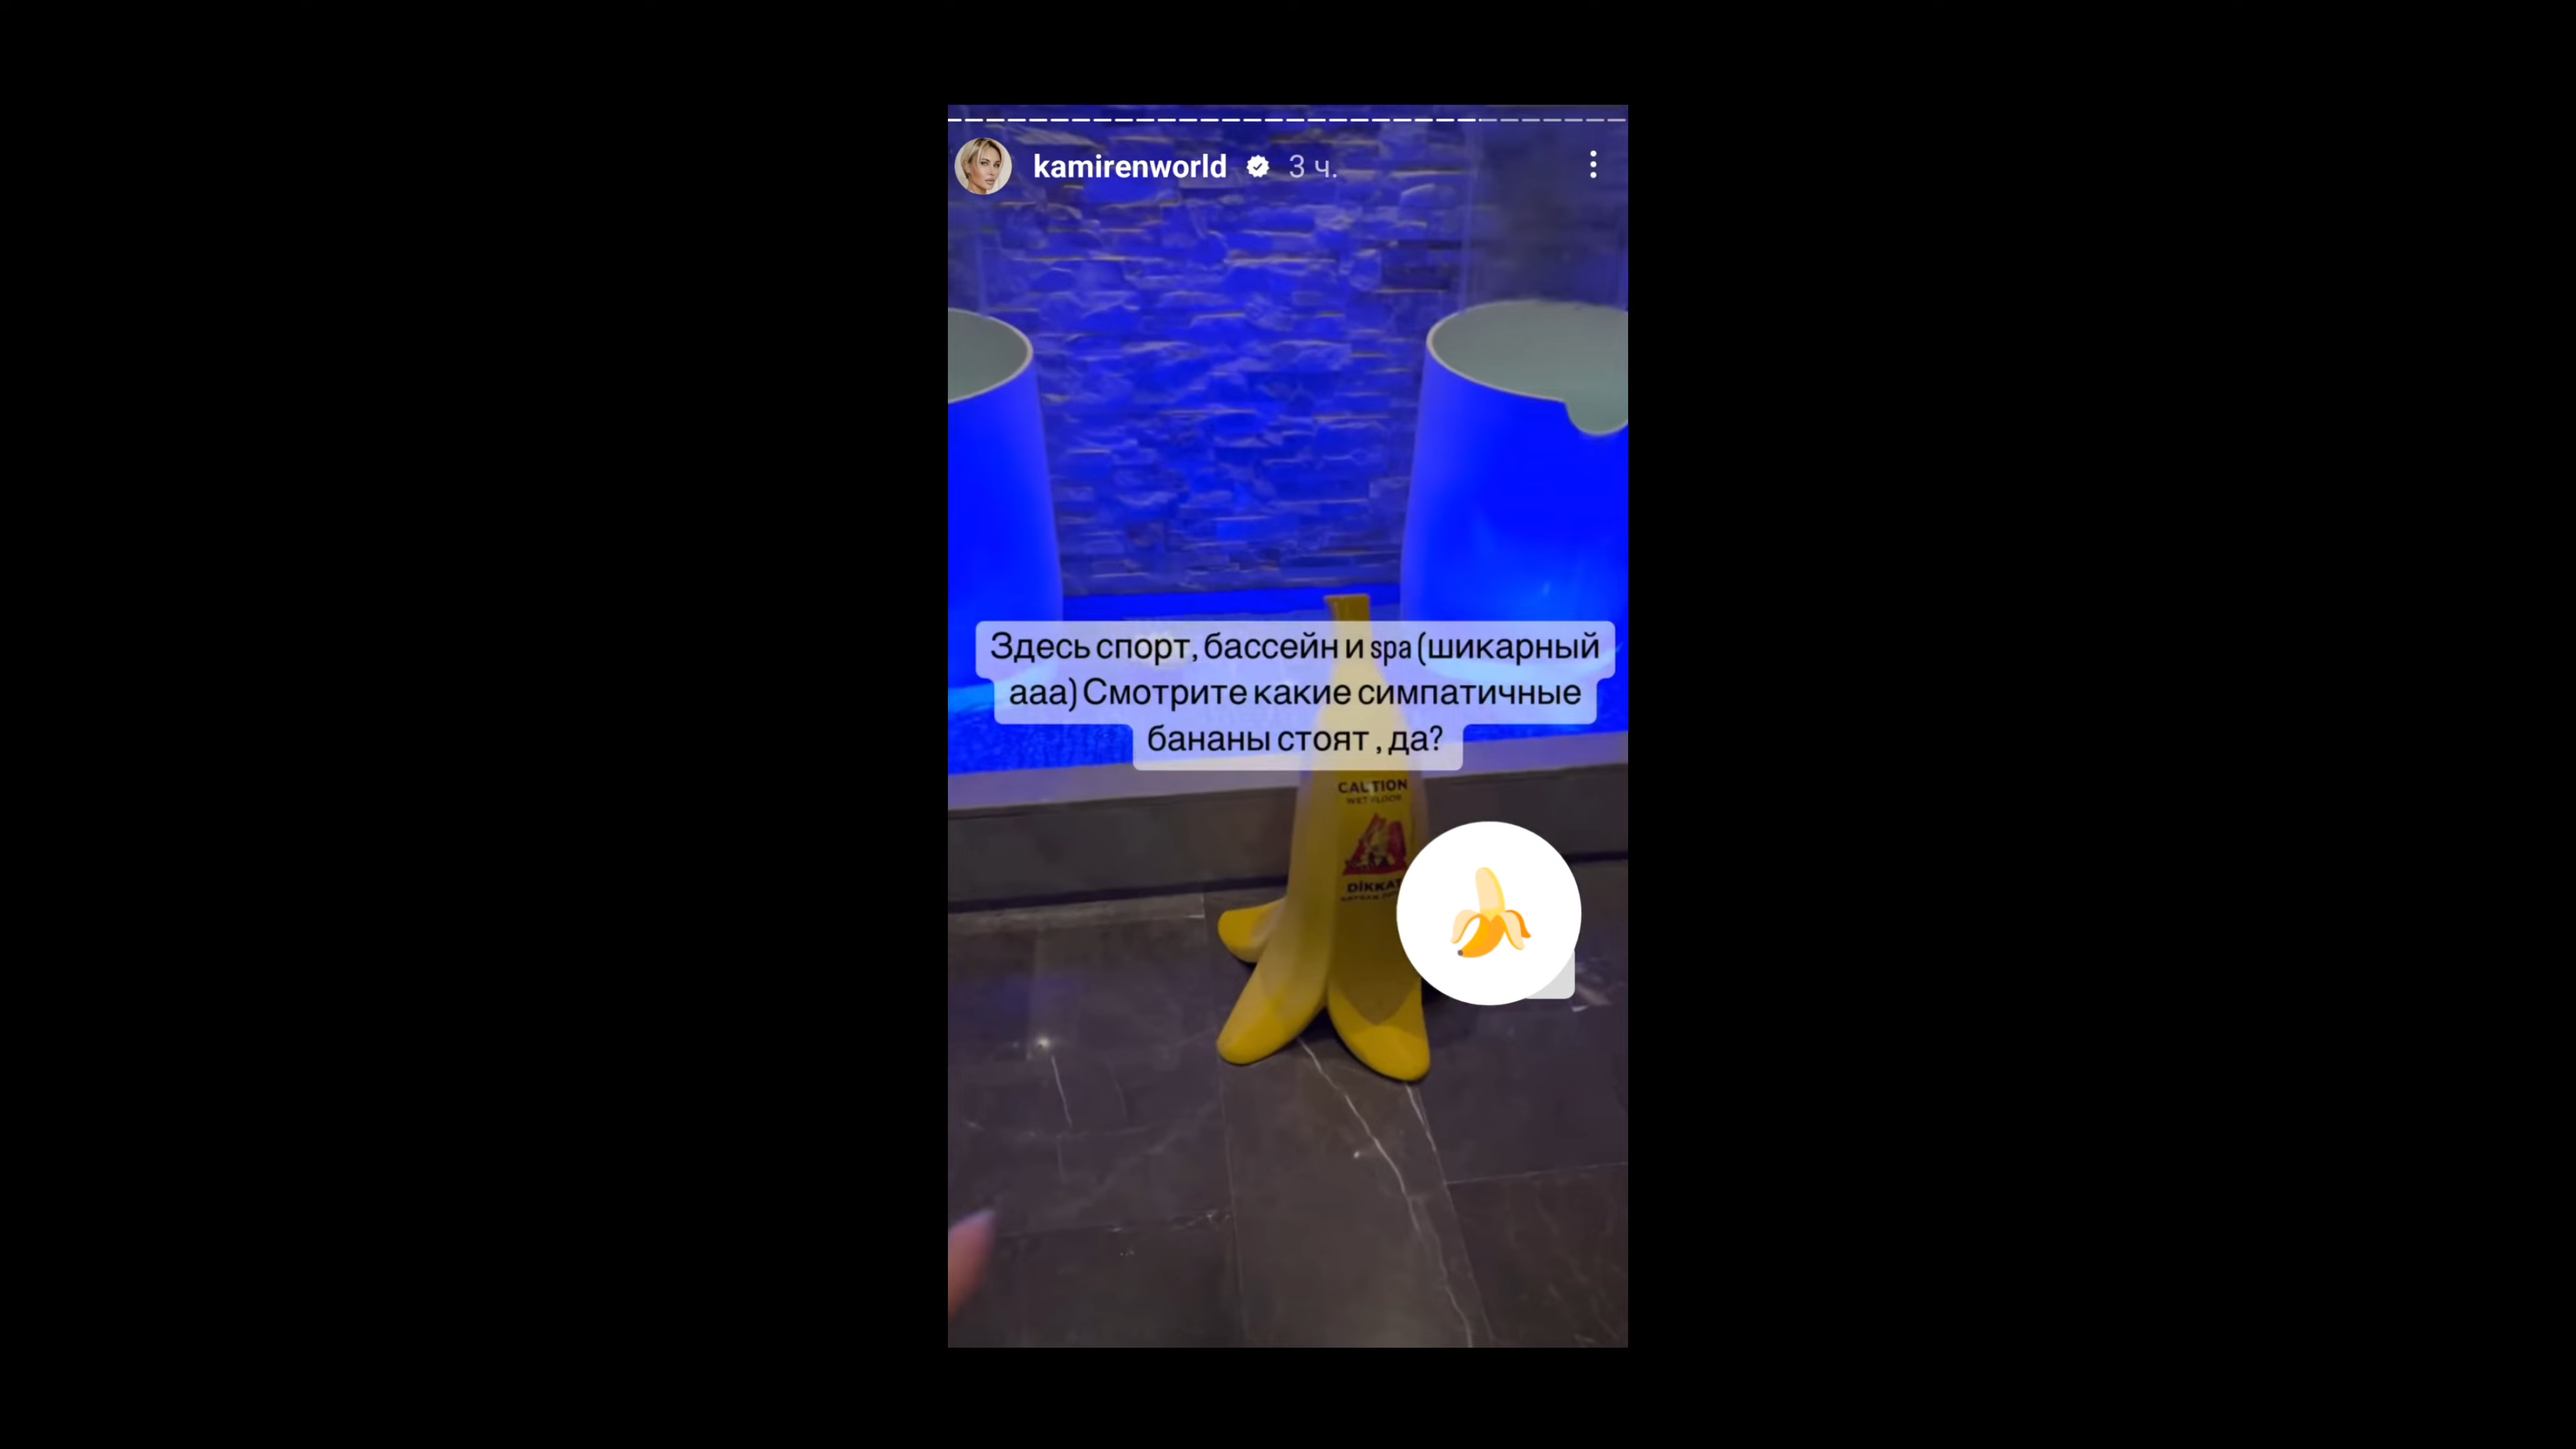 kamirenworld 3 ч.
Здесь спорт, бассейн и spa (шикарный
ааа) Смотрите какие симпатичные
бананы стоят , да?
CAUTION
WET FLOOR
DİKKAT